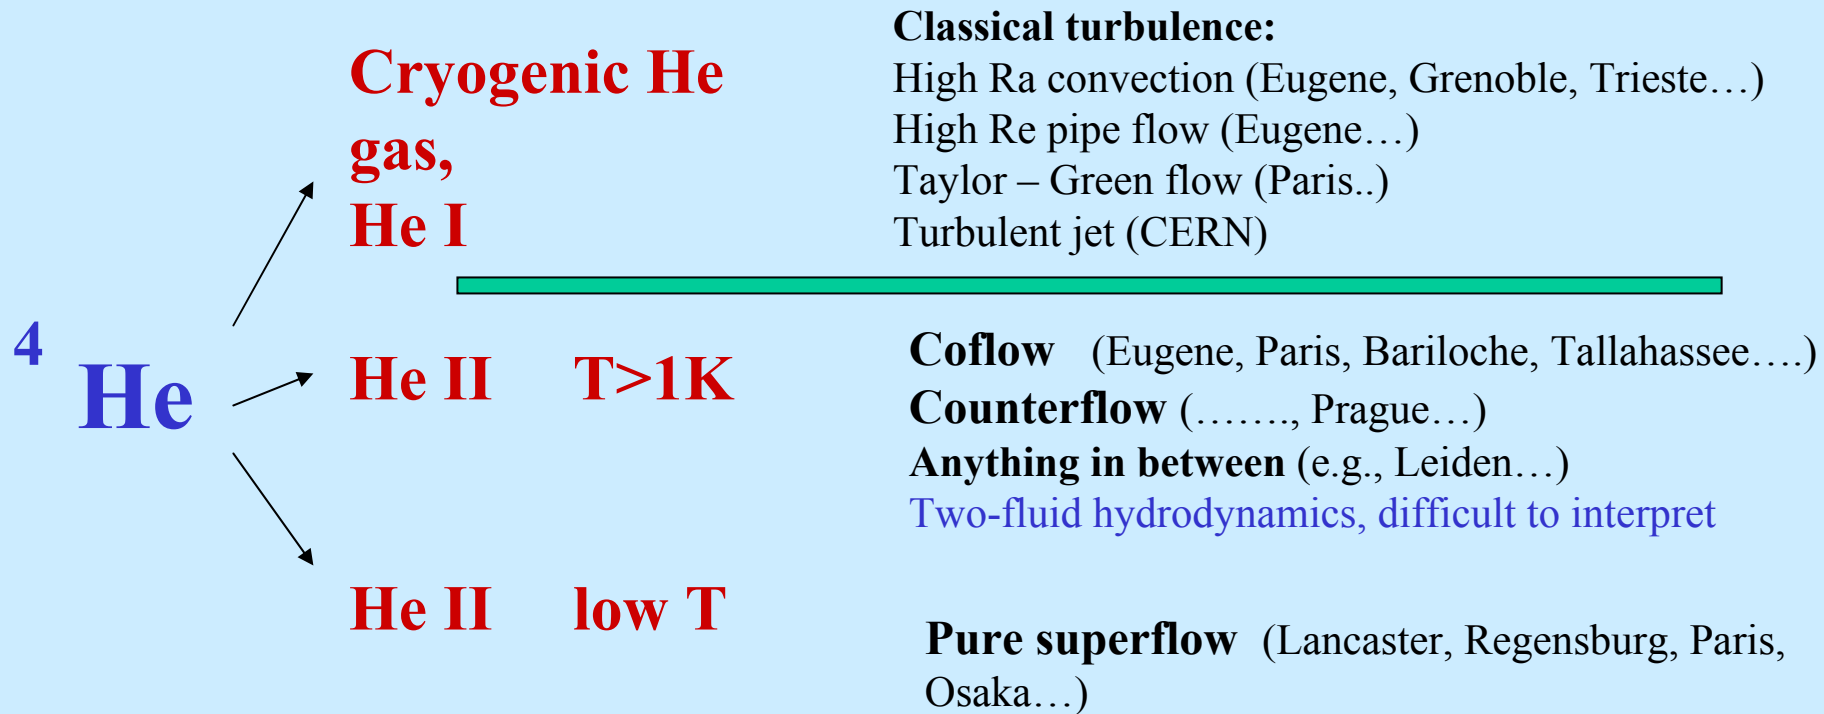 Classical turbulence:
Cryogenic He
gas,
He I
High Ra convection (Eugene, Grenoble, Trieste…)
High Re pipe flow (Eugene…)
Taylor – Green flow (Paris..)
Turbulent jet (CERN)
4He
He II T>1K
Coflow (Eugene, Paris, Bariloche, Tallahassee….)
Counterflow (……., Prague…)
Anything in between (e.g., Leiden…)
Two-fluid hydrodynamics, difficult to interpret
He II low T
Pure superflow (Lancaster, Regensburg, Paris,
Osaka…)